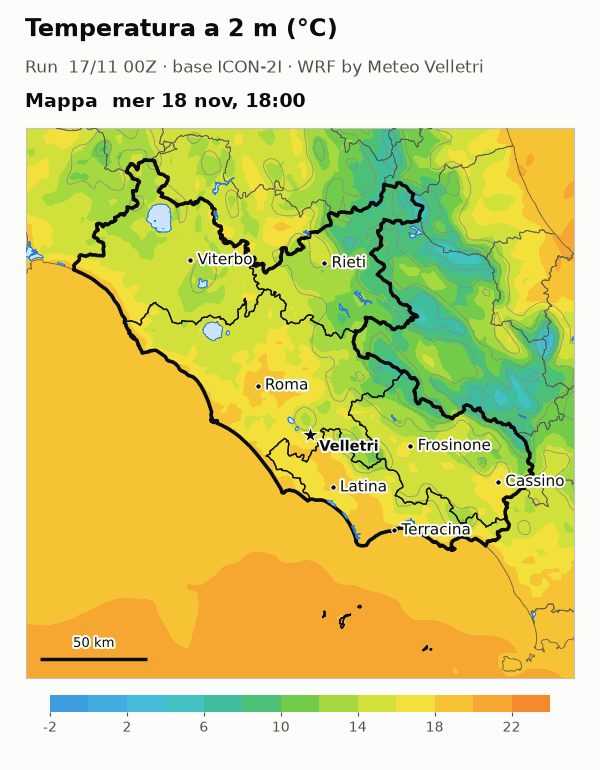 Temperatura a 2 m (°C)
Run  17/11 00Z · base ICON-2I · WRF by Meteo Velletri
Mappa  mer 18 nov, 18:00
Viterbo
Rieti
Roma
Velletri
Frosinone
Cassino
Latina
Terracina
50 km
-2 2 6 10 14 18 22